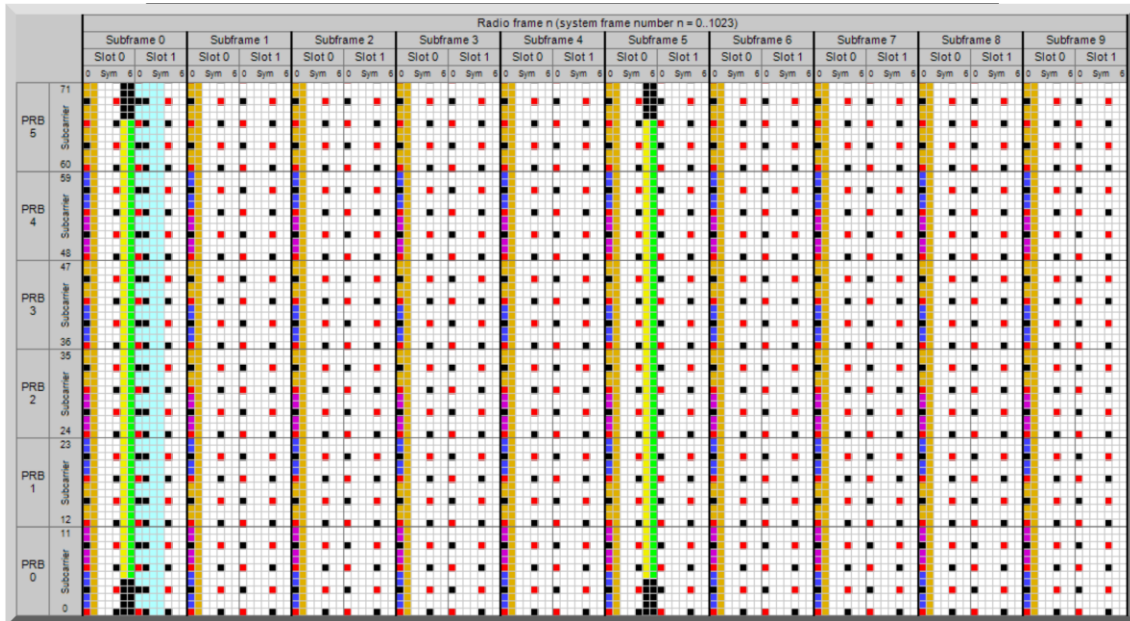 Radio frame n (system frame number n = 0..1023)
Subframe 0 Subframe 1 Subframe 2 Subframe 3 Subframe 4 Subframe 5 Subframe 6 Subframe 7 Subframe 8 Subframe 9
Slot 0 Slot 1 Slot 0 Slot 1 Slot 0 Slot 1 Slot 0 Slot 1 Slot 0 Slot 1 Slot 0 Slot 1 Slot 0 Slot 1 Slot 0 Slot 1 Slot 0 Slot 1 Slot 0 Slot 1
0 Sym 6 0 Sym 6 0 Sym 6 0 Sym 6 0 Sym 6 0 Sym 6 0 Sym 6 0 Sym 6 0 Sym 6 0 Sym 6 0 Sym 6 0 Sym 6 0 Sym 6 0 Sym 6 0 Sym 6 0 Sym 6 0 Sym 6 0 Sym 6 0 Sym 6 0 Sym 6
71
PRB
5
Subcarrier
60
59
PRB
4
Subcarrier
48
47
PRB
3
Subcarrier
36
35
PRB
2
Subcarrier
24
23
PRB
1
Subcarrier
12
11
PRB
0
Subcarrier
0